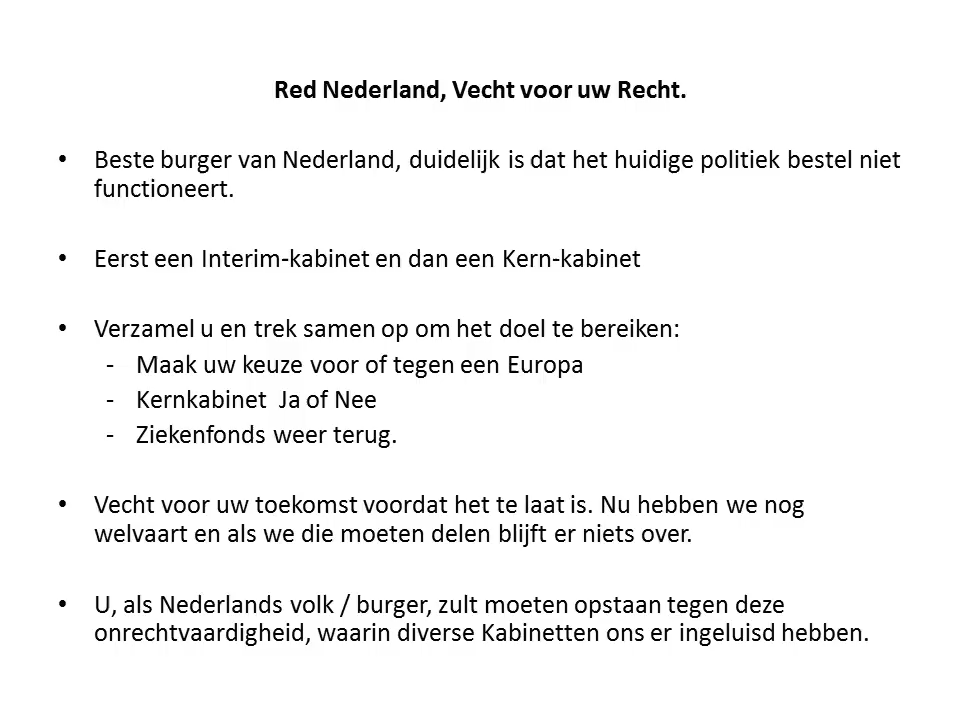 Red Nederland, Vecht voor uw Recht.
• Beste burger van Nederland, duidelijk is dat het huidige politiek bestel niet
functioneert.
• Eerst een Interim-kabinet en dan een Kern-kabinet
• Verzamel u en trek samen op om het doel te bereiken:
- Maak uw keuze voor of tegen een Europa
- Kernkabinet Ja of Nee
- Ziekenfonds weer terug.
• Vecht voor uw toekomst voordat het te laat is. Nu hebben we nog
welvaart en als we die moeten delen blijft er niets over.
• U, als Nederlands volk / burger, zult moeten opstaan tegen deze
onrechtvaardigheid, waarin diverse Kabinetten ons er ingeluisd hebben.